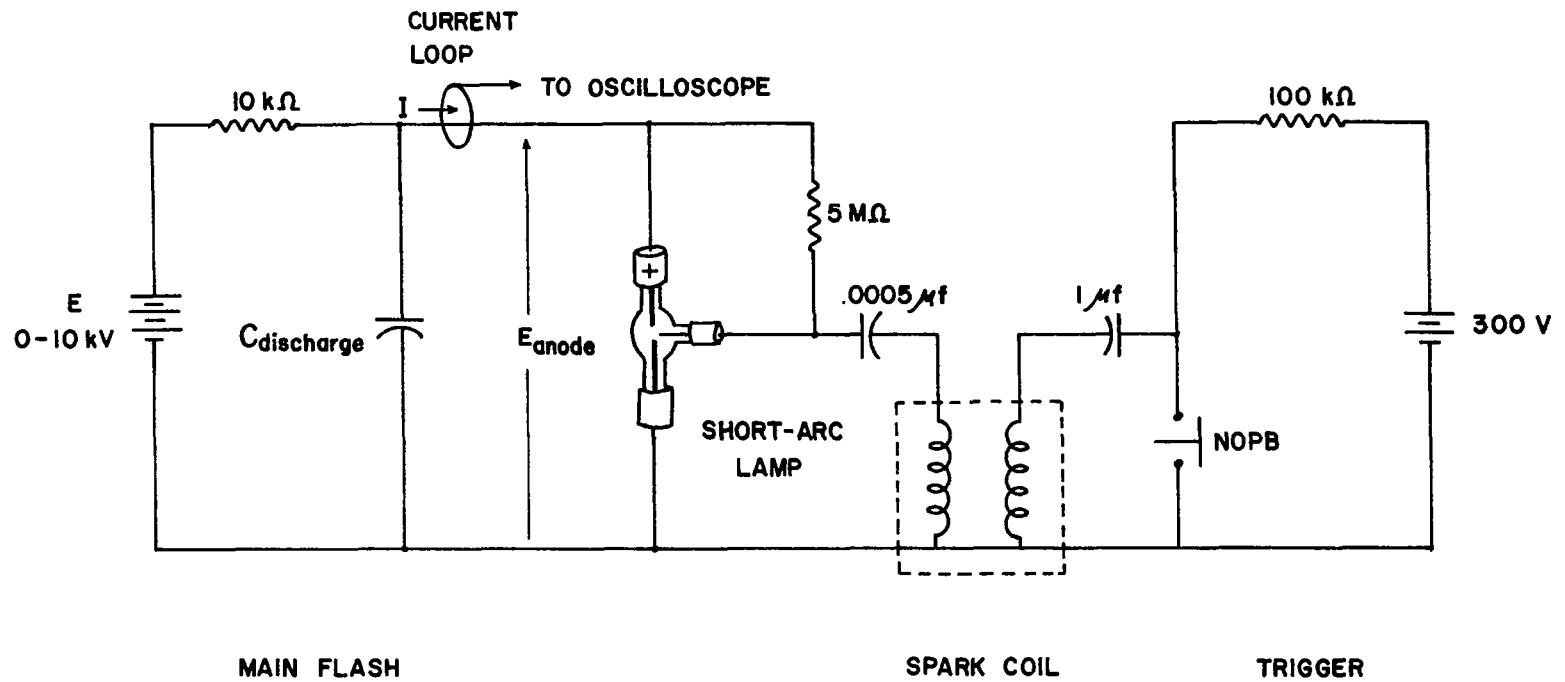 CURRENT
LOOP
TO OSCILLOSCOPE
10 kΩ
I
100 kΩ
5 MΩ
+
.0005 μf
1 μf
E
0-10 kV
Cdischarge
Eanode
300 V
SHORT-ARC
LAMP
NOPB
MAIN FLASH
SPARK COIL
TRIGGER